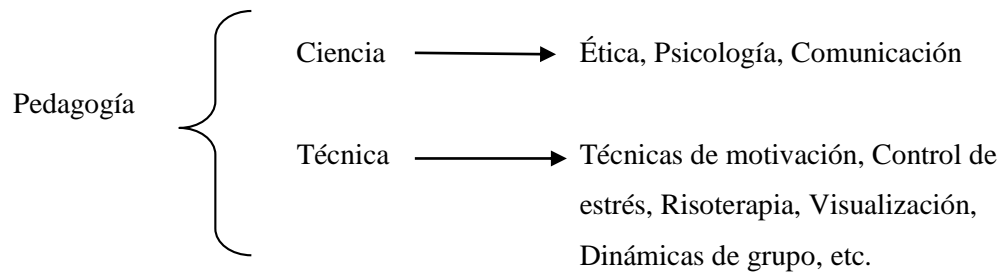 Ciencia
Ética, Psicología, Comunicación
Pedagogía
Técnica
Técnicas de motivación, Control de
estrés, Risoterapia, Visualización,
Dinámicas de grupo, etc.